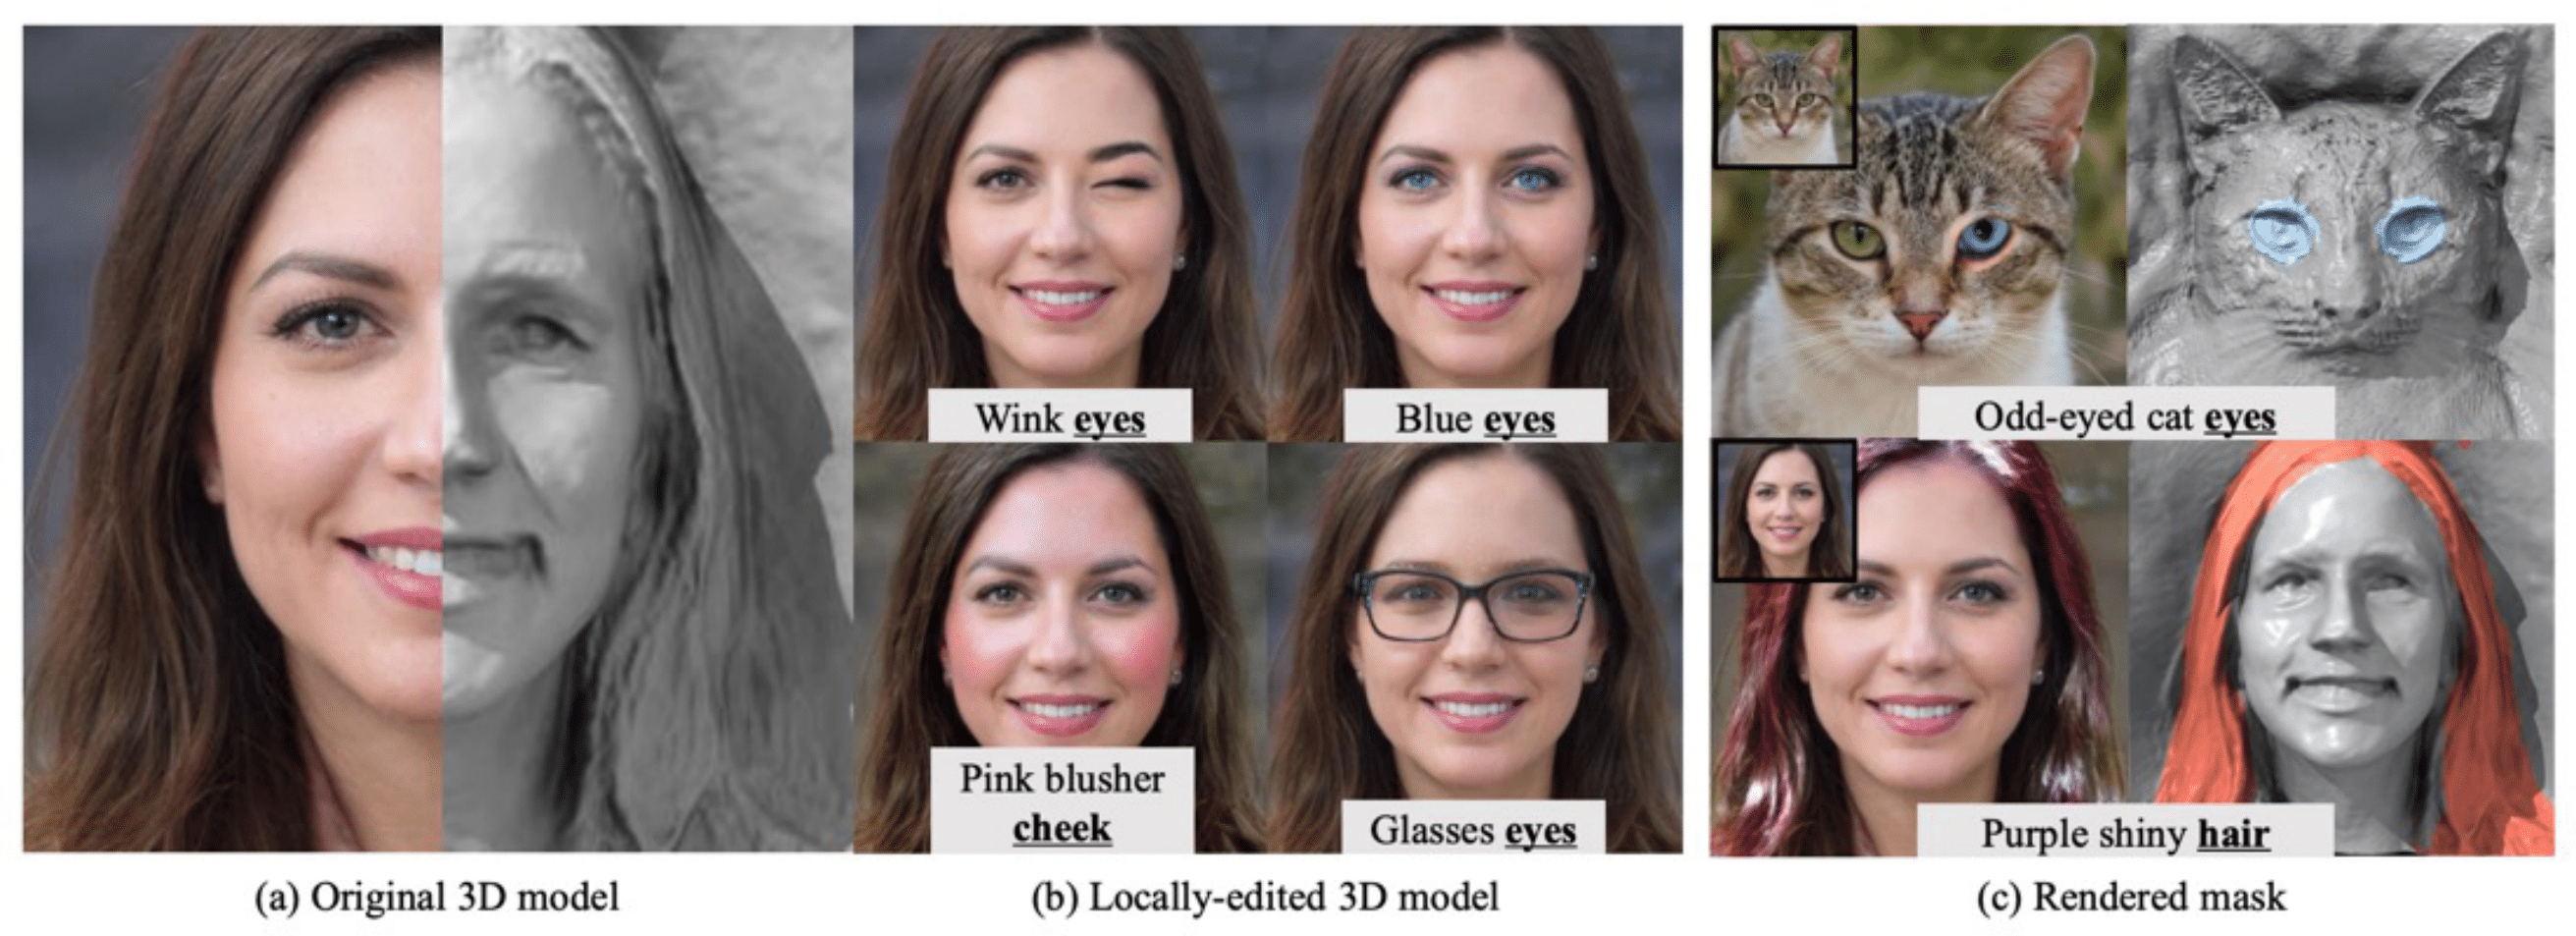 Wink eyes
Blue eyes
Pink blusher
cheek
Glasses eyes
Odd-eyed cat eyes
Purple shiny hair
(a) Original 3D model
(b) Locally-edited 3D model
(c) Rendered mask